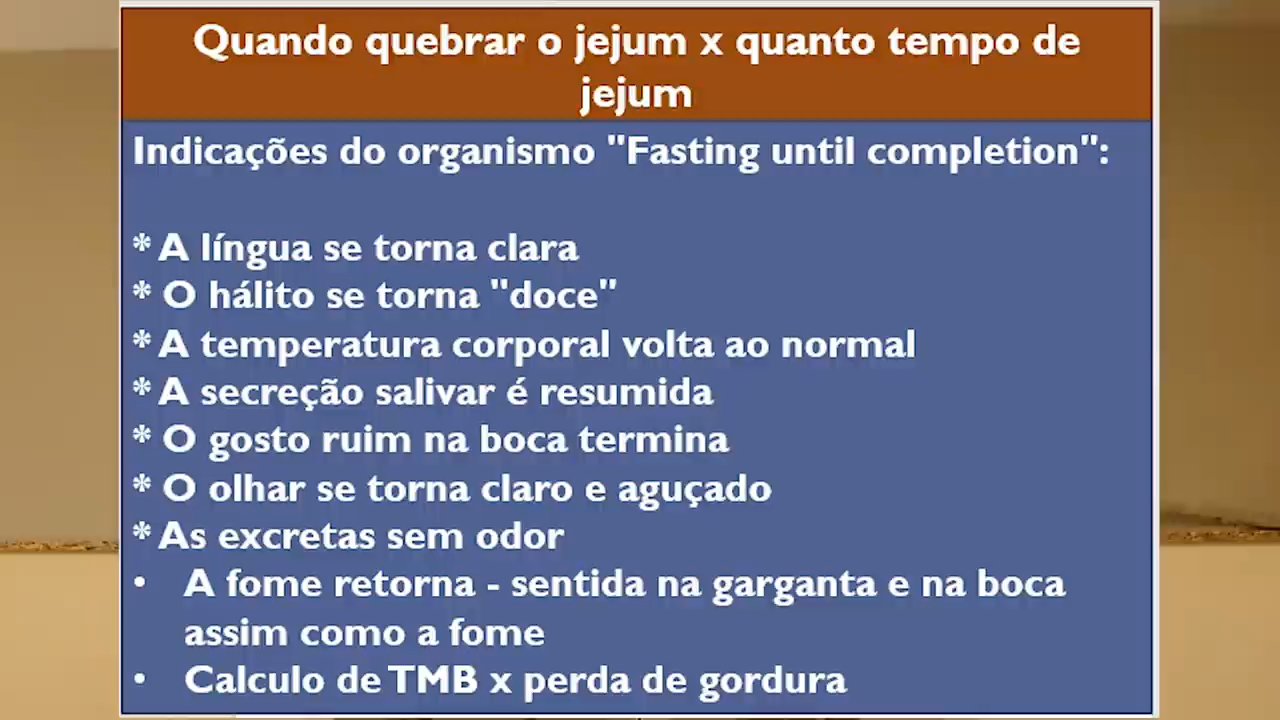 Quando quebrar o jejum x quanto tempo de
jejum
Indicações do organismo "Fasting until completion":
* A língua se torna clara
* O hálito se torna "doce"
* A temperatura corporal volta ao normal
* A secreção salivar é resumida
* O gosto ruim na boca termina
* O olhar se torna claro e aguçado
* As excretas sem odor
• A fome retorna - sentida na garganta e na boca
assim como a fome
• Calculo de TMB x perda de gordura